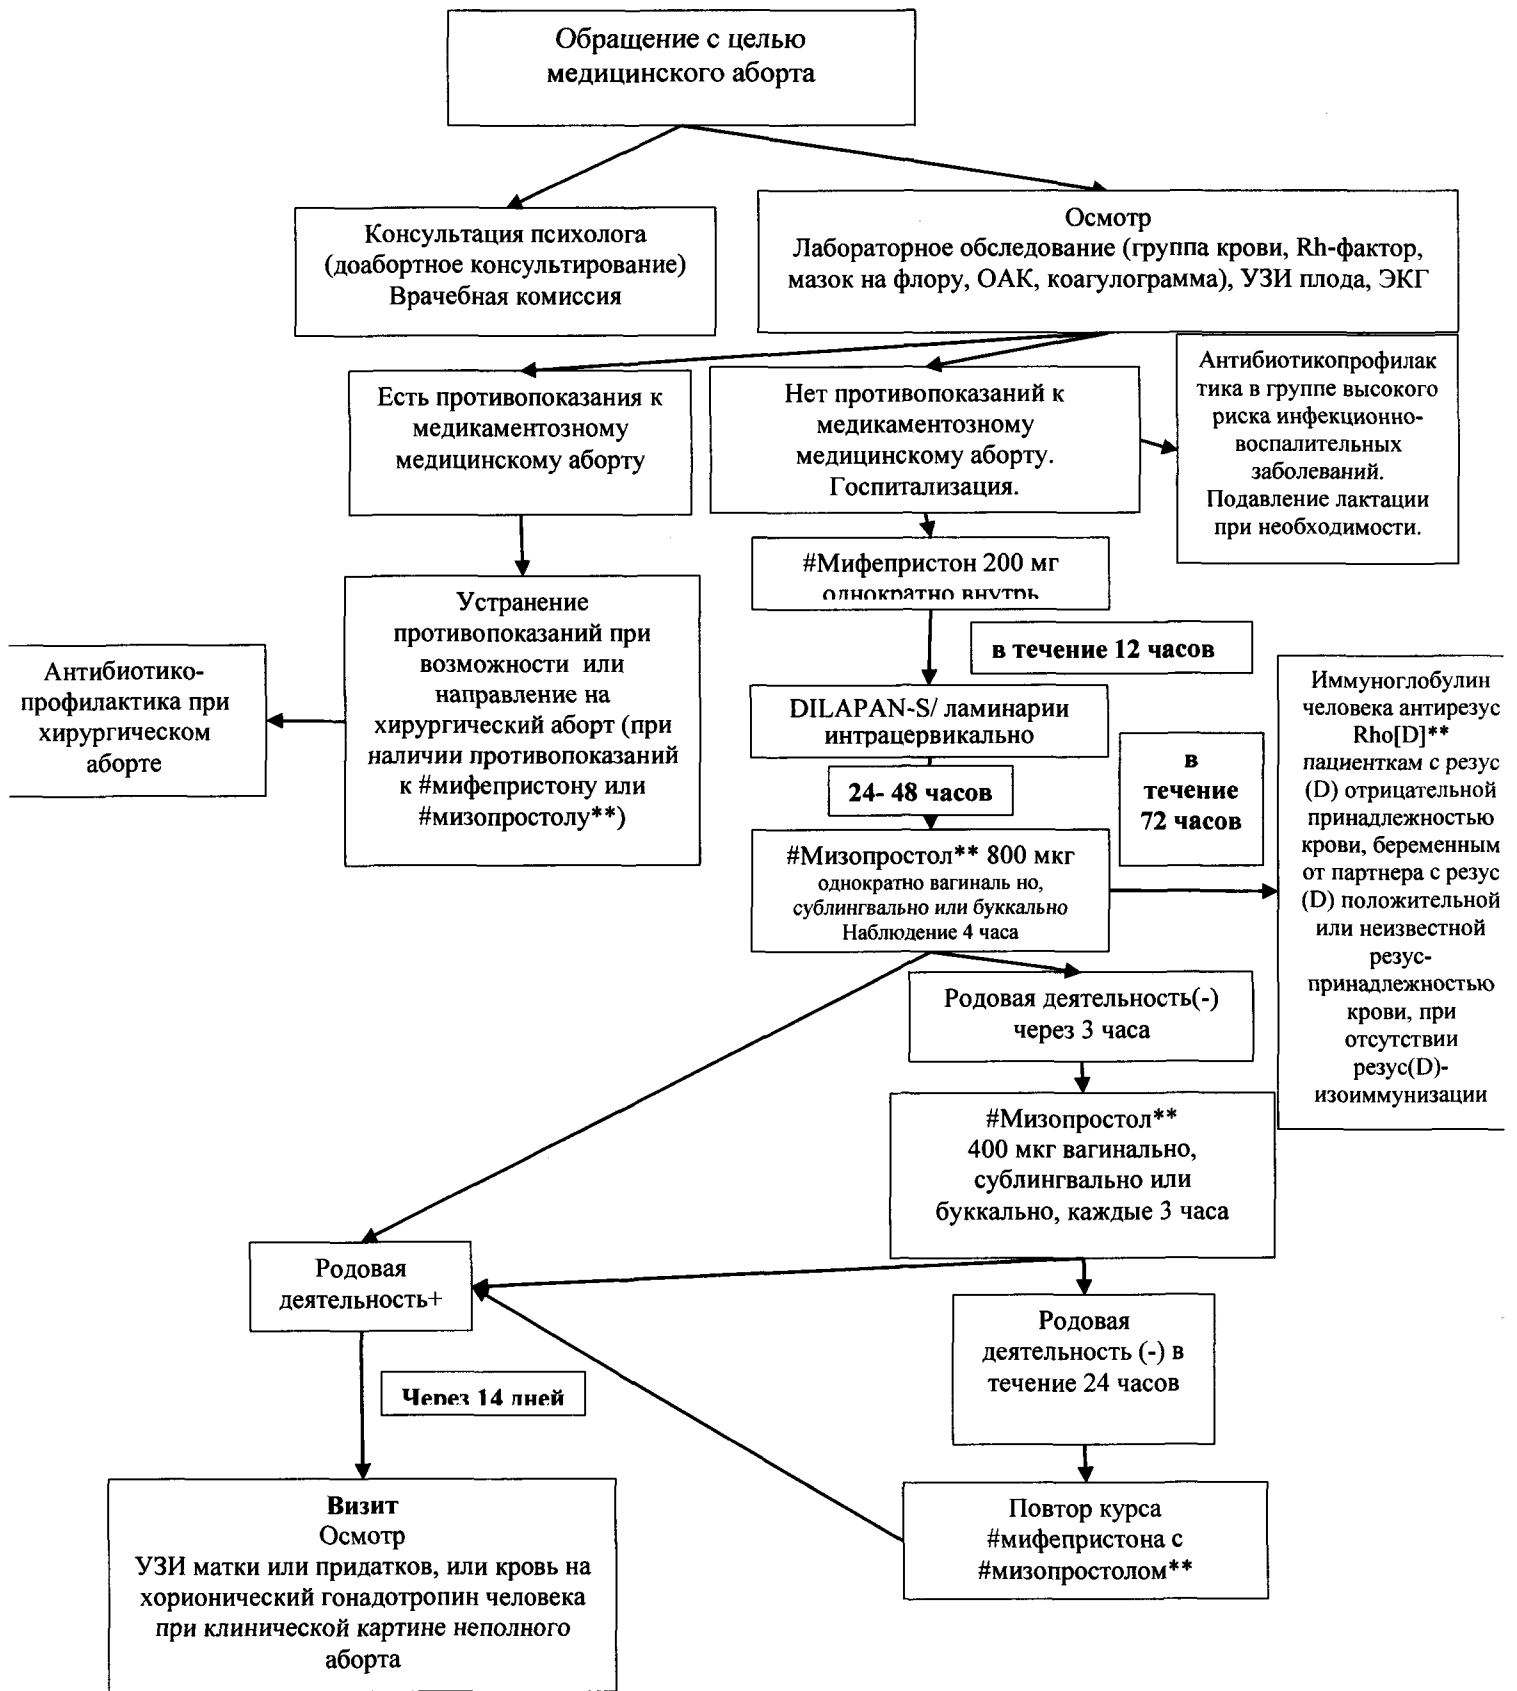 Обращение с целью
медицинского аборта
Консультация психолога
(доабортное консультирование)
Врачебная комиссия
Осмотр
Лабораторное обследование (группа крови, Rh-фактор,
мазок на флору, ОАК, коагулограмма), УЗИ плода, ЭКГ
Есть противопоказания к
медикаментозному
медицинскому аборту
Нет противопоказаний к
медикаментозному
медицинскому аборту.
Госпитализация.
Антибиотикопрофилак
тика в группе высокого
риска инфекционно-
воспалительных
заболеваний.
Подавление лактации
при необходимости.
#Мифепристон 200 мг
однократно внутрь
Устранение
противопоказаний при
возможности или
направление на
хирургический аборт (при
наличии противопоказаний
к #мифепристону или
#мизопростолу**)
Антибиотико-
профилактика при
хирургическом
аборте
в течение 12 часов
DILAPAN-S/ ламинарии
интрацервикально
24- 48 часов
в
течение
72 часов
Иммуноглобулин
человека антирезус
Rho[D]**
пациенткам с резус
(D) отрицательной
принадлежностью
крови, беременным
от партнера с резус
(D) положительной
или неизвестной
резус-
принадлежностью
крови, при
отсутствии
резус(D)-
изоиммунизации
#Мизопростол** 800 мкг
однократно вагиналь но,
сублингвально или буккально
Наблюдение 4 часа
Родовая деятельность(-)
через 3 часа
#Мизопростол**
400 мкг вагинально,
сублингвально или
буккально, каждые 3 часа
Родовая
деятельность+
Родовая
деятельность (-) в
течение 24 часов
Через 14 дней
Повтор курса
#мифепристона с
#мизопростолом**
Визит
Осмотр
УЗИ матки или придатков, или кровь на
хорионический гонадотропин человека
при клинической картине неполного
аборта